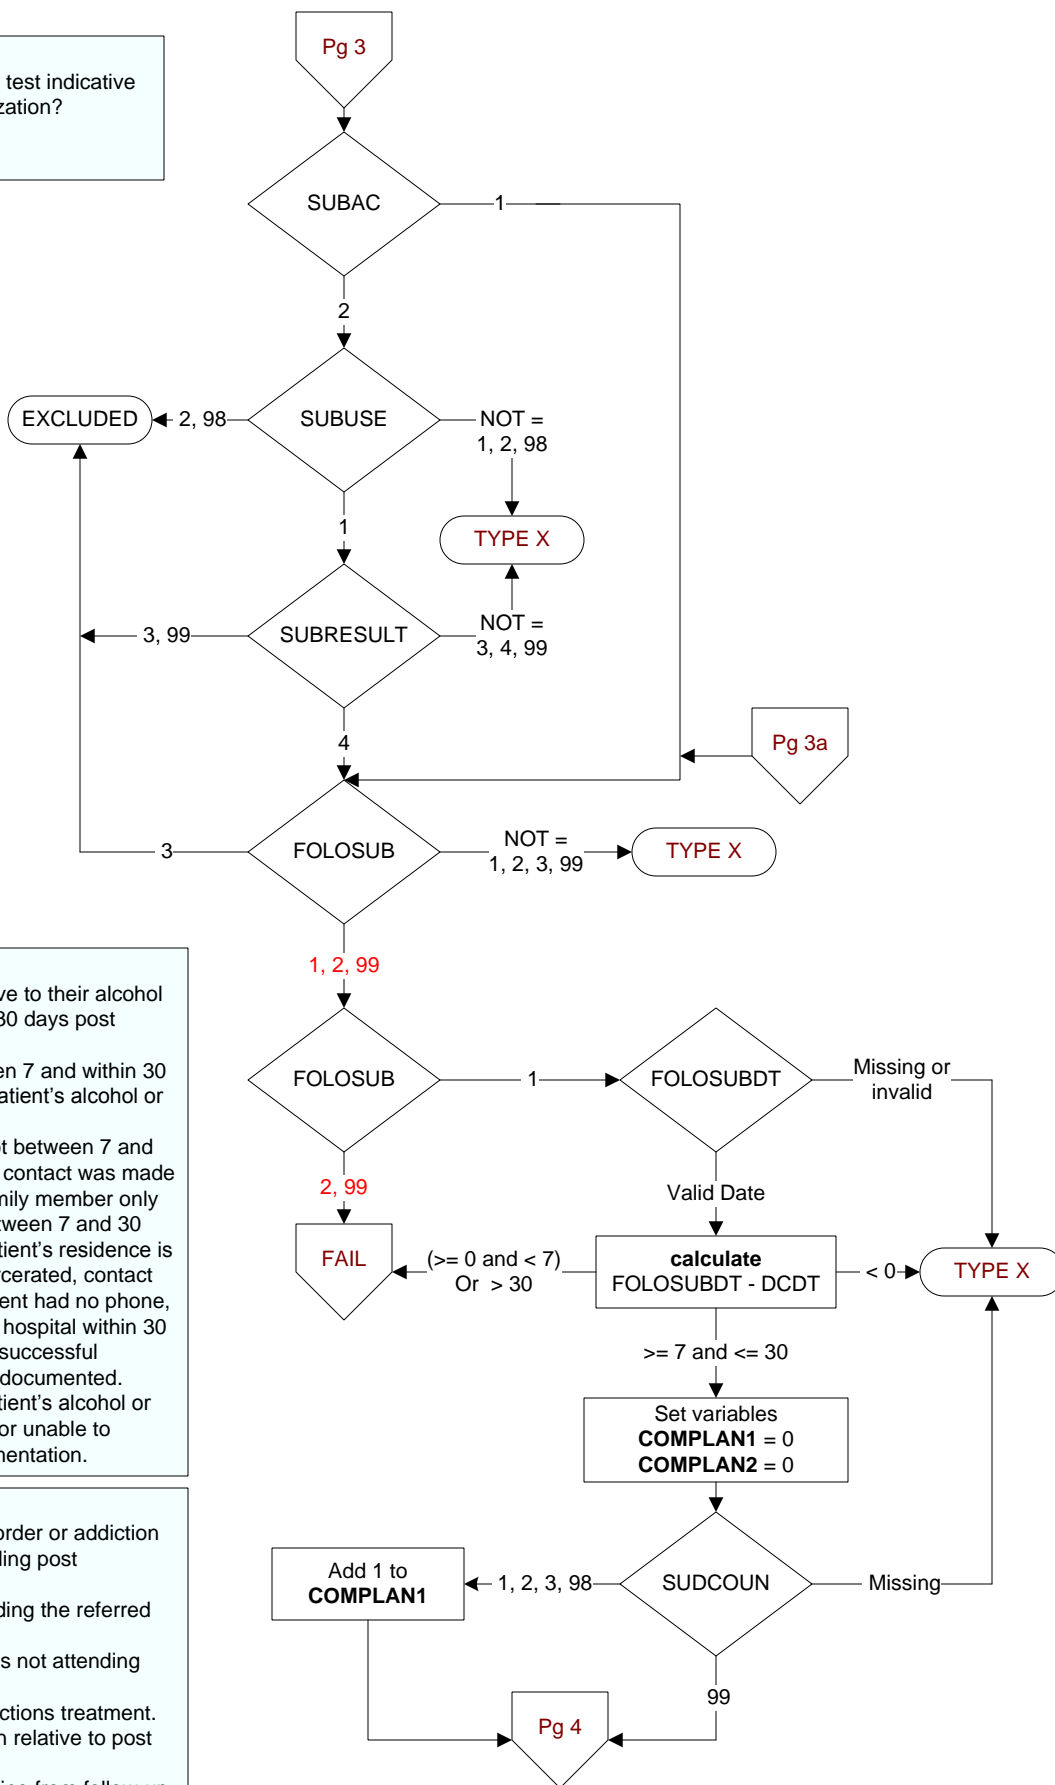 Pg 3
test indicative
zation?
SUBAC
1
2
EXCLUDED
2, 98
SUBUSE
NOT =
1, 2, 98
1
TYPE X
3, 99
SUBRESULT
NOT =
3, 4, 99
4
Pg 3a
3
FOLOSUB
NOT =
1, 2, 3, 99
TYPE X
1, 2, 99
ve to their alcohol
30 days post
en 7 and within 30
patient's alcohol or
pt between 7 and
contact was made
mily member only
tween 7 and 30
tient's residence is
rcerated, contact
ent had no phone,
hospital within 30
successful
documented.
tient's alcohol or
or unable to
mentation.
FOLOSUB
1
FOLOSUBDT
Missing or
invalid
2, 99
Valid Date
FAIL
(>= 0 and < 7)
Or > 30
calculate
FOLOSUBDT - DCDT
< 0
TYPE X
>= 7 and <= 30
Set variables
COMPLAN1 = 0
COMPLAN2 = 0
order or addiction
ding post
ding the referred
is not attending
ctions treatment.
n relative to post
Add 1 to
COMPLAN1
1, 2, 3, 98
SUDCOUN
Missing
99
Pg 4